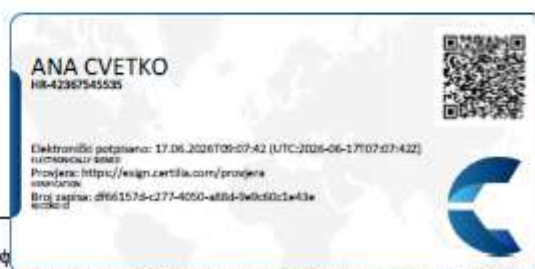 ANA CVETKO
HR-42367545535
Elektronički potpisano: 17.06.2026T09:07:42 (UTC:2026-06-17T07:07:42Z)
ELECTRONICALLY SIGNED
Provjera: https://esign.certilia.com/provjera
VERIFICATION
Broj zapisa: df66157d-c277-4050-a88d-9e9c60c1e43e
RECORD ID